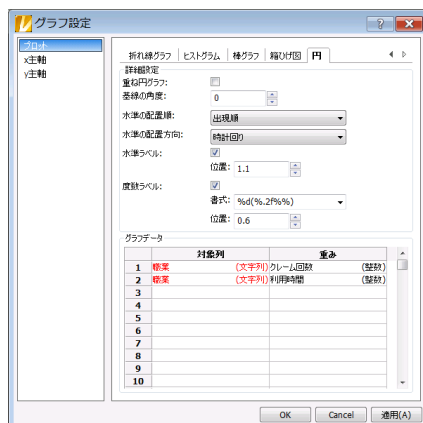 グラフ設定
プロット
x主軸
y主軸
折れ線グラフ ヒストグラム 棒グラフ 箱ひげ図 円
詳細設定
重ね円グラフ:
基線の角度: 0
水準の配置順: 出現順
水準の配置方向: 時計回り
水準ラベル:
位置: 1.1
度数ラベル:
書式: %d(%.2f%%)
位置: 0.6
グラフデータ
対象列 重み
1 職業 (文字列) クレーム回数 (整数)
2 職業 (文字列) 利用時間 (整数)
3
4
5
6
7
8
9
10
OK Cancel 適用(A)